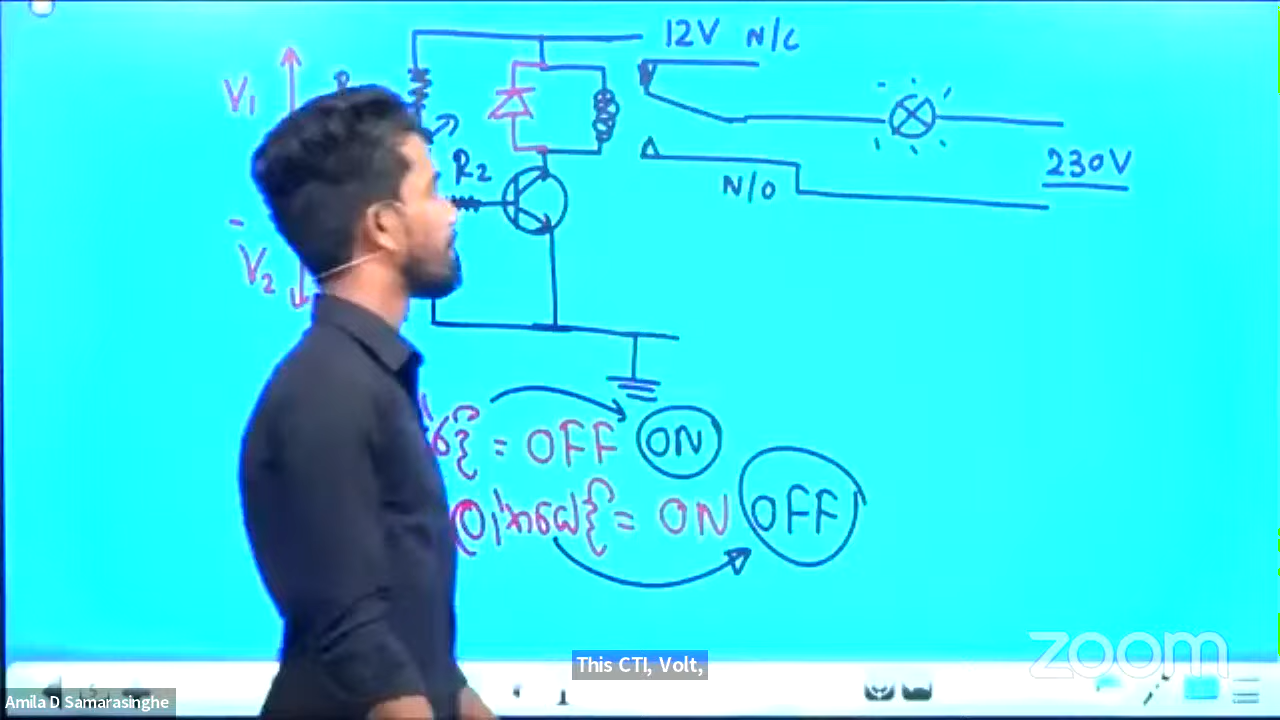 12V N/C
V1
R2
230V
N/O
V2
= OFF ON
= ON OFF
zoom
This CTI, Volt,
Amila D Samarasinghe